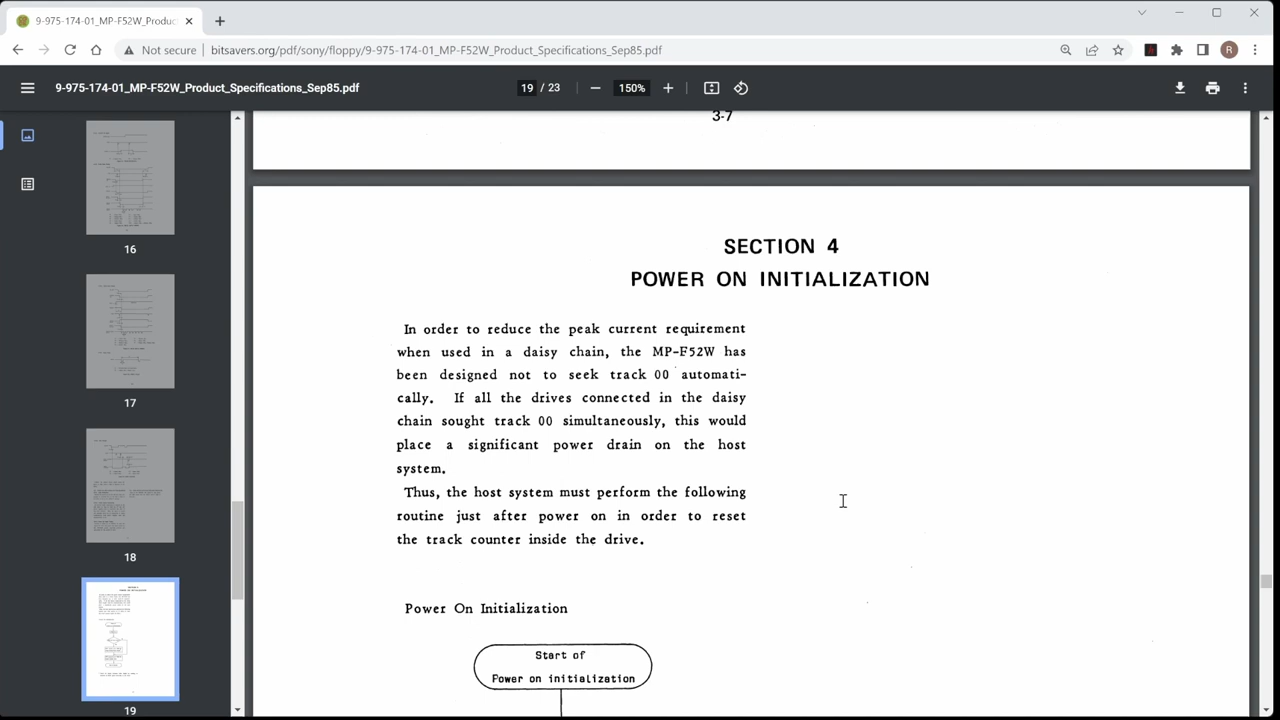 9-975-174-01_MP-F52W_Produc
Not secure
bitsavers.org/pdf/sony/floppy/9-975-174-01_MP-F52W_Product_Specifications_Sep85.pdf
R
9-975-174-01_MP-F52W_Product_Specifications_Sep85.pdf
19 / 23
150%
16
17
18
19
3-7
SECTION 4
POWER ON INITIALIZATION
In order to reduce the peak current requirement
when used in a daisy chain, the MP-F52W has
been designed not to seek track 00 automati-
cally. If all the drives connected in the daisy
chain sought track 00 simultaneously, this would
place a significant power drain on the host
system.
Thus, the host system must perform the following
outines after power on in order to reset
the track counter inside the drive.
Power On Initialization
Start of
Power on initialization